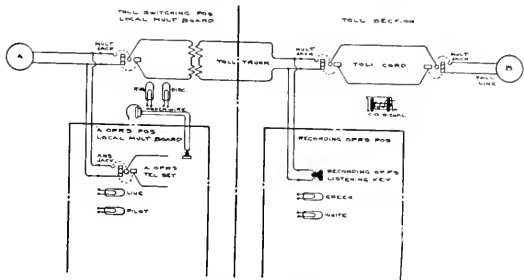 TOLL SWITCHING POS
LOCAL MULT BOARD
TOLL SECTION
MULT
JACK
A
TOLL TRUNK
MULT
JACK
TOLL CORD
MULT
JACK
TOLL
LINE
B
DISC
ORDER WIRE
C.O. SIGNAL
A OPRS POS
LOCAL MULT BOARD
RECORDING OPRS POS
ANS
JACK
A OPRS
TEL SET
RECORDING OPRS
LISTENING KEY
LINE
PILOT
GREEN
WHITE